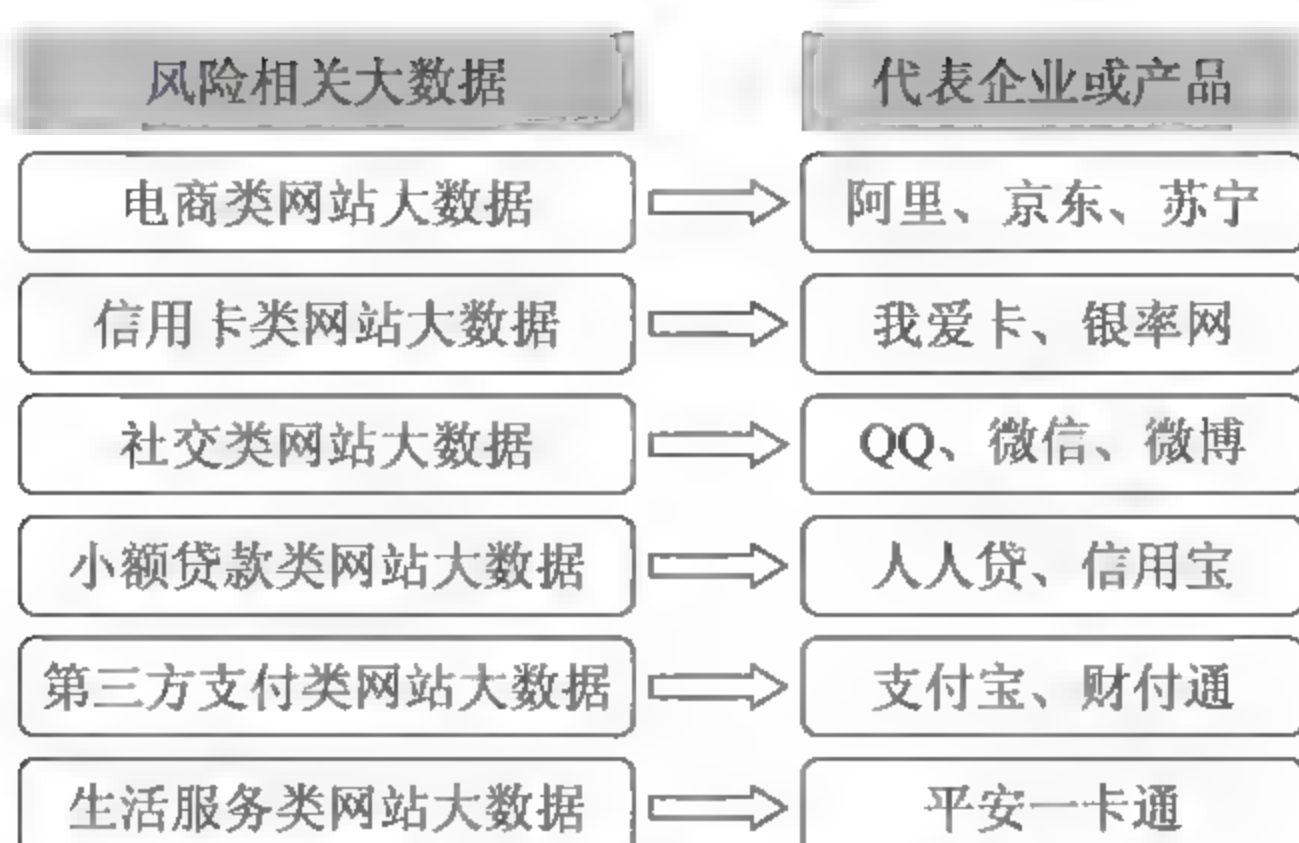 风险相关大数据 代表企业或产品
电商类网站大数据 阿里、京东、苏宁
信用卡类网站大数据 我爱卡、银率网
社交类网站大数据 QQ、微信、微博
小额贷款类网站大数据 人人贷、信用宝
第三方支付类网站大数据 支付宝、财付通
生活服务类网站大数据 平安一卡通